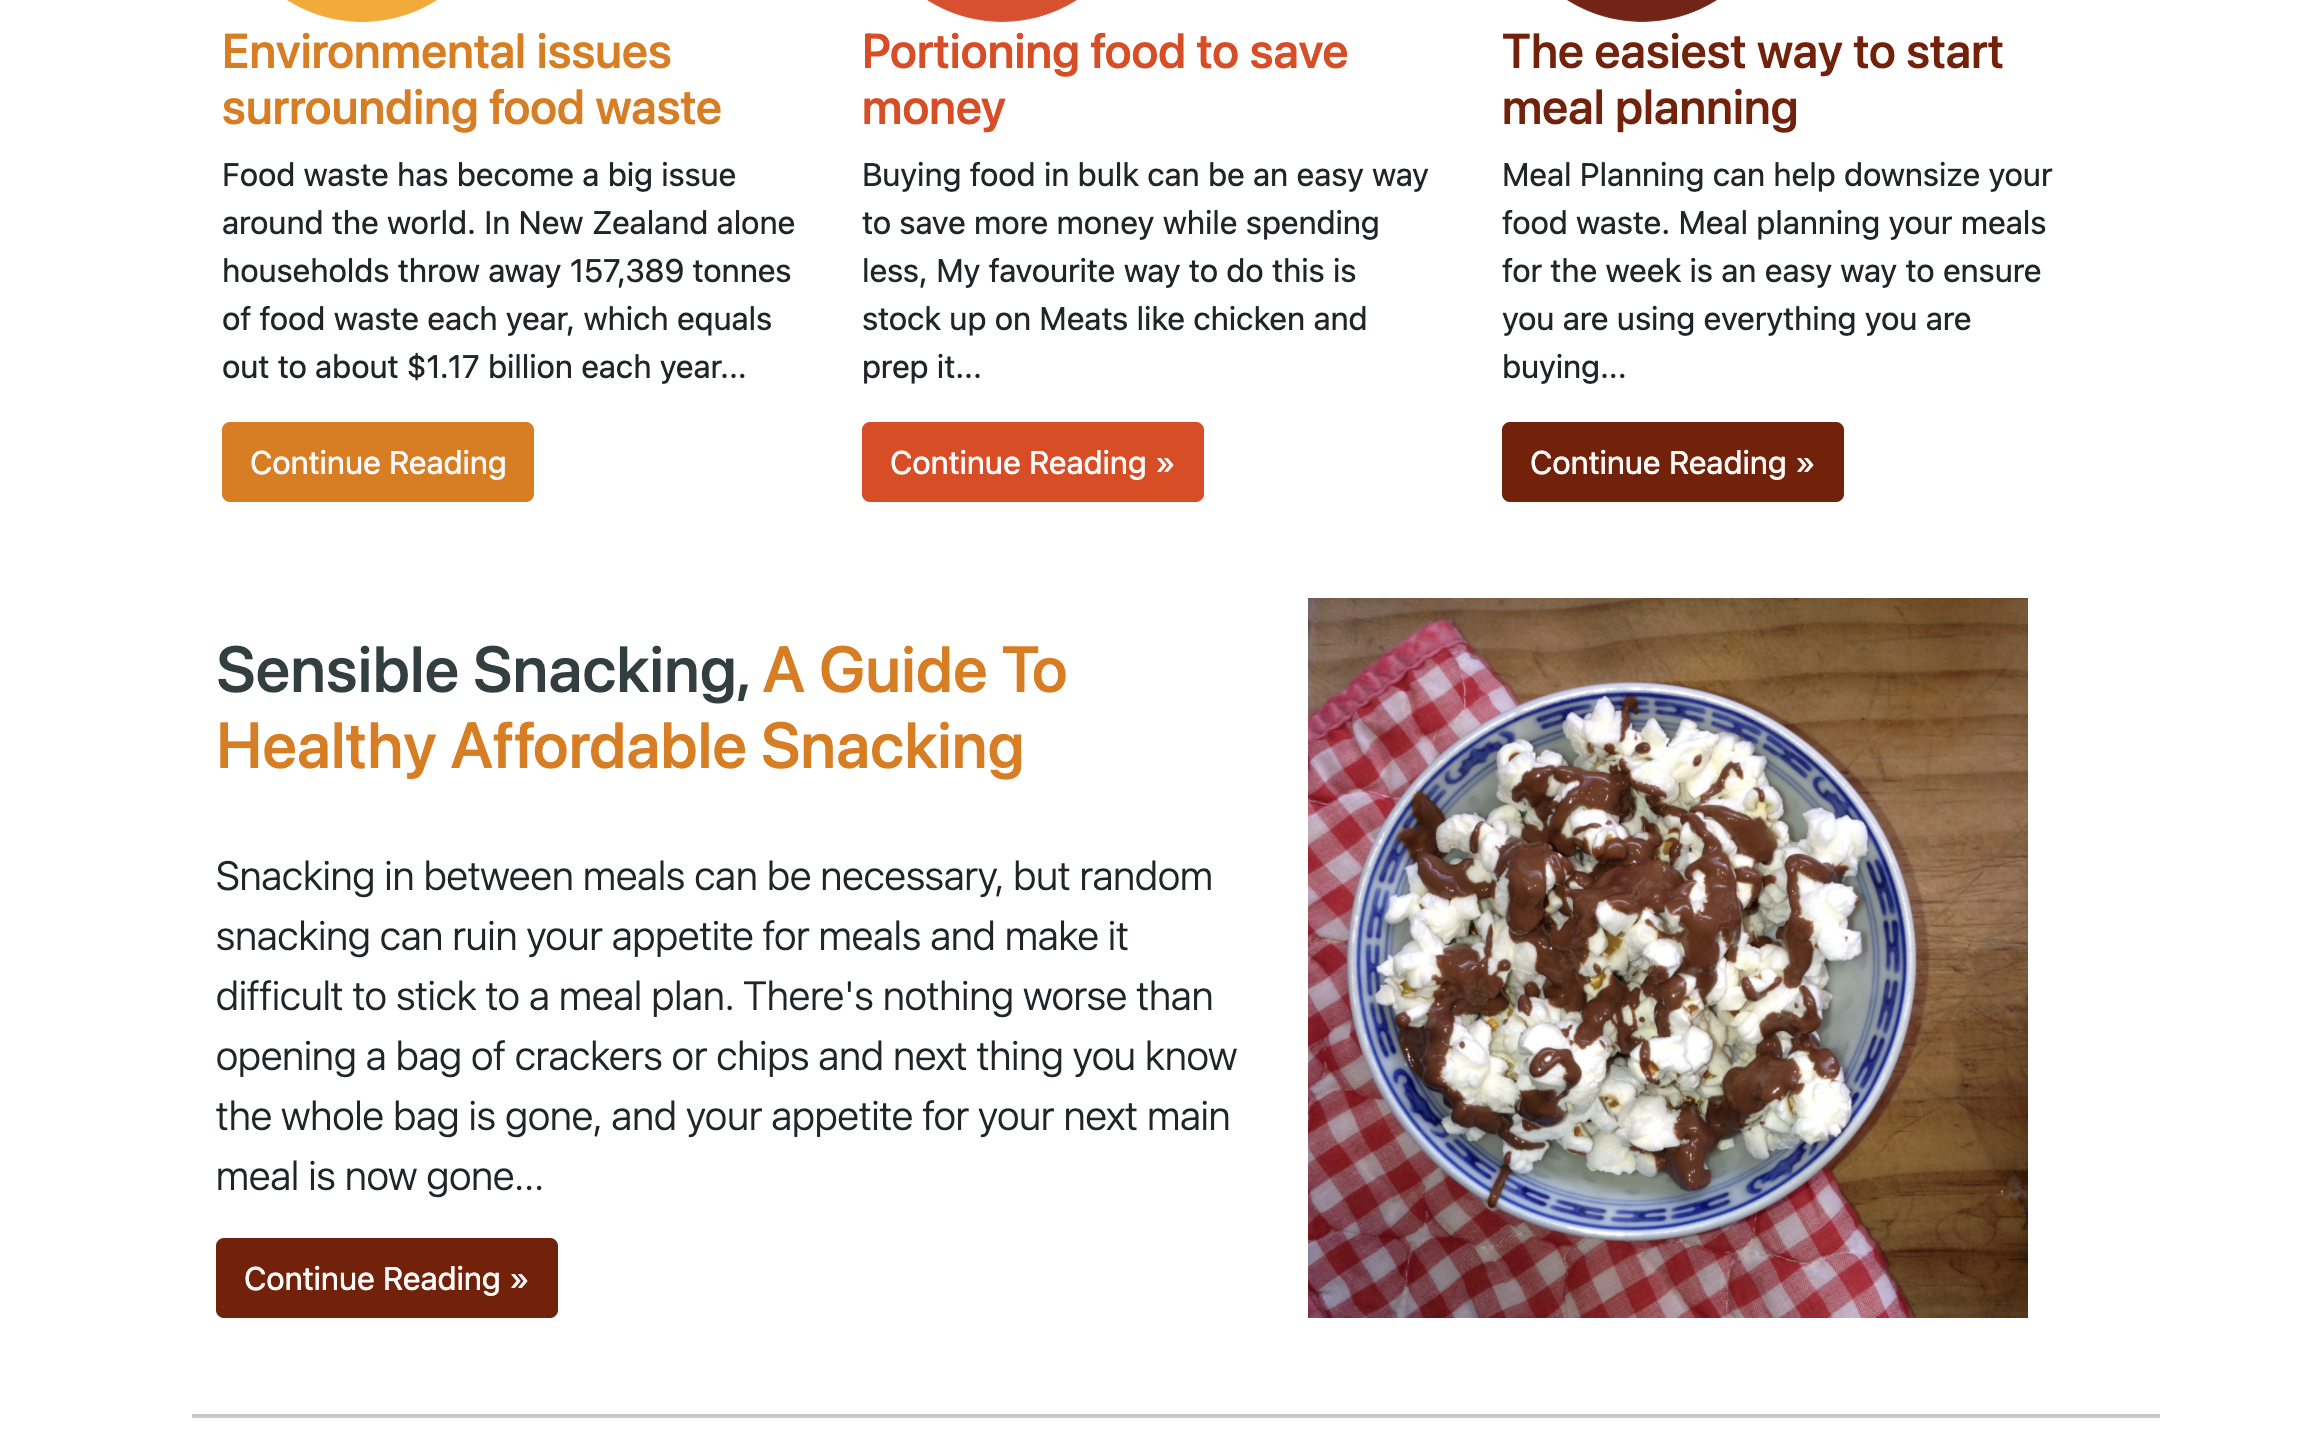 Environmental issues
surrounding food waste
Food waste has become a big issue
around the world. In New Zealand alone
households throw away 157,389 tonnes
of food waste each year, which equals
out to about $1.17 billion each year...
Continue Reading
Portioning food to save
money
Buying food in bulk can be an easy way
to save more money while spending
less, My favourite way to do this is
stock up on Meats like chicken and
prep it...
Continue Reading »
The easiest way to start
meal planning
Meal Planning can help downsize your
food waste. Meal planning your meals
for the week is an easy way to ensure
you are using everything you are
buying...
Continue Reading »
Sensible Snacking, A Guide To
Healthy Affordable Snacking
Snacking in between meals can be necessary, but random
snacking can ruin your appetite for meals and make it
difficult to stick to a meal plan. There's nothing worse than
opening a bag of crackers or chips and next thing you know
the whole bag is gone, and your appetite for your next main
meal is now gone...
Continue Reading »